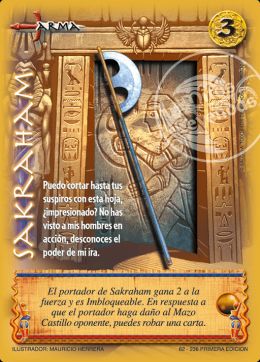 ARMA
3
SAKRAHAM
Puedo cortar hasta tus
suspiros con esta hoja,
¿impresionado? No has
visto a mis hombres en
acción, desconoces el
poder de mi ira.
El portador de Sakraham gana 2 a la
fuerza y es Imbloqueable. En respuesta a
que el portador haga daño al Mazo
Castillo oponente, puedes robar una carta.
ILUSTRADOR: MAURICIO HERRERA
62 - 236 PRIMERA EDICION